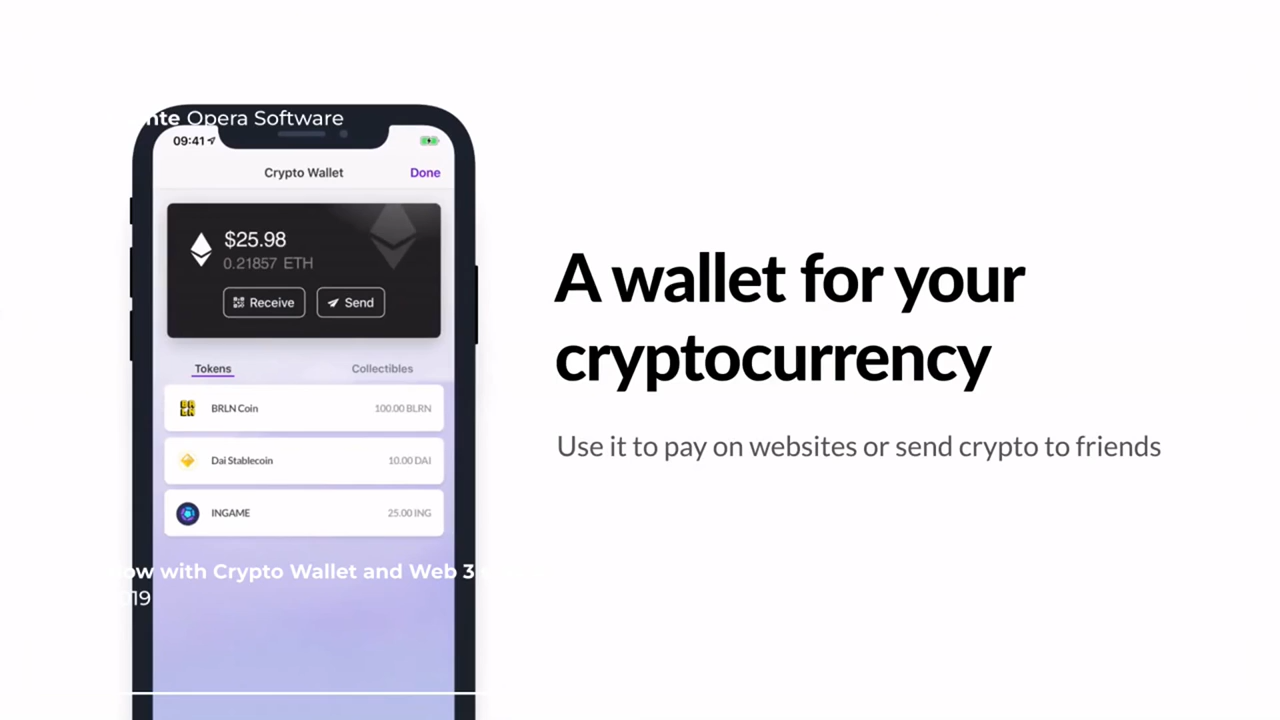 Opera Software
09:41
Crypto Wallet
Done
$25.98
0.21857 ETH
Receive
Send
Tokens
Collectibles
BRLN Coin
100.00 BLRN
Dai Stablecoin
10.00 DAI
INGAME
25.00 ING
with Crypto Wallet and Web 3
A wallet for your
cryptocurrency
Use it to pay on websites or send crypto to friends